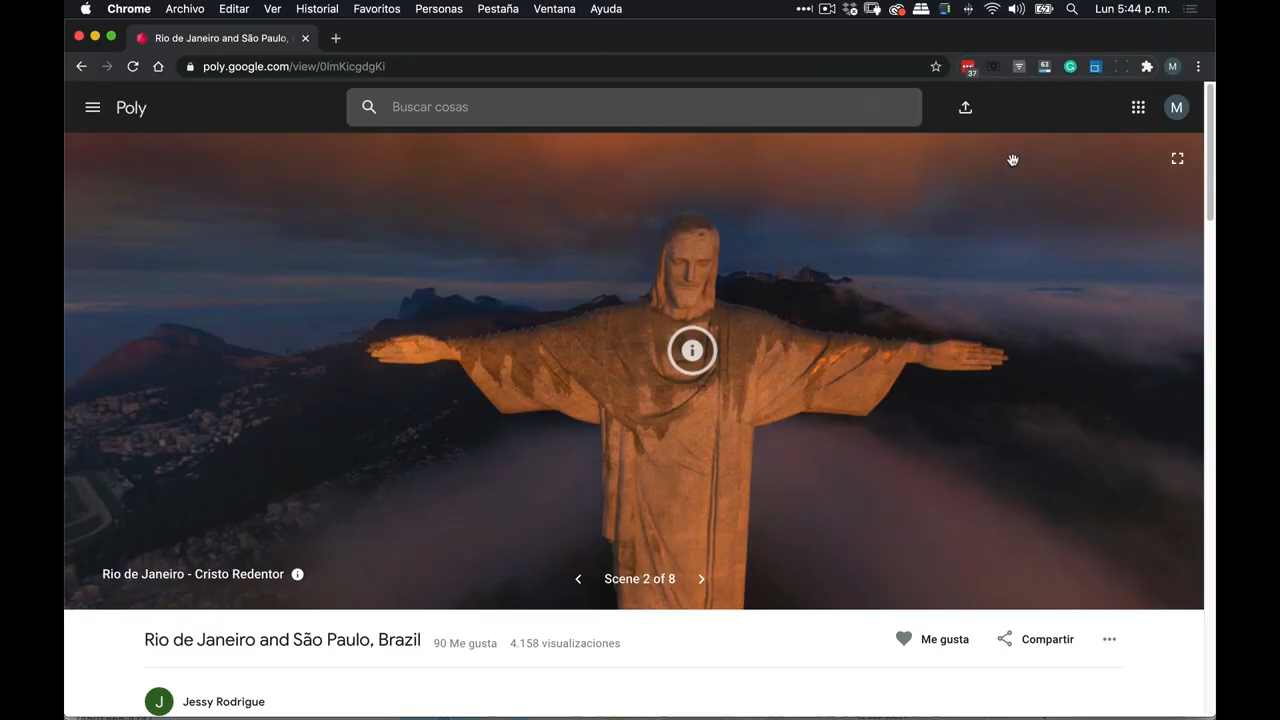 Chrome Archivo Editar Ver Historial Favoritos Personas Pestaña Ventana Ayuda Lun 5:44 p. m.
Rio de Janeiro and São Paulo,
poly.google.com/view/0lmKicgdgKi
37
63
M
Poly
Buscar cosas
M
Rio de Janeiro - Cristo Redentor
Scene 2 of 8
Rio de Janeiro and São Paulo, Brazil 90 Me gusta 4.158 visualizaciones Me gusta Compartir
J Jessy Rodrigue